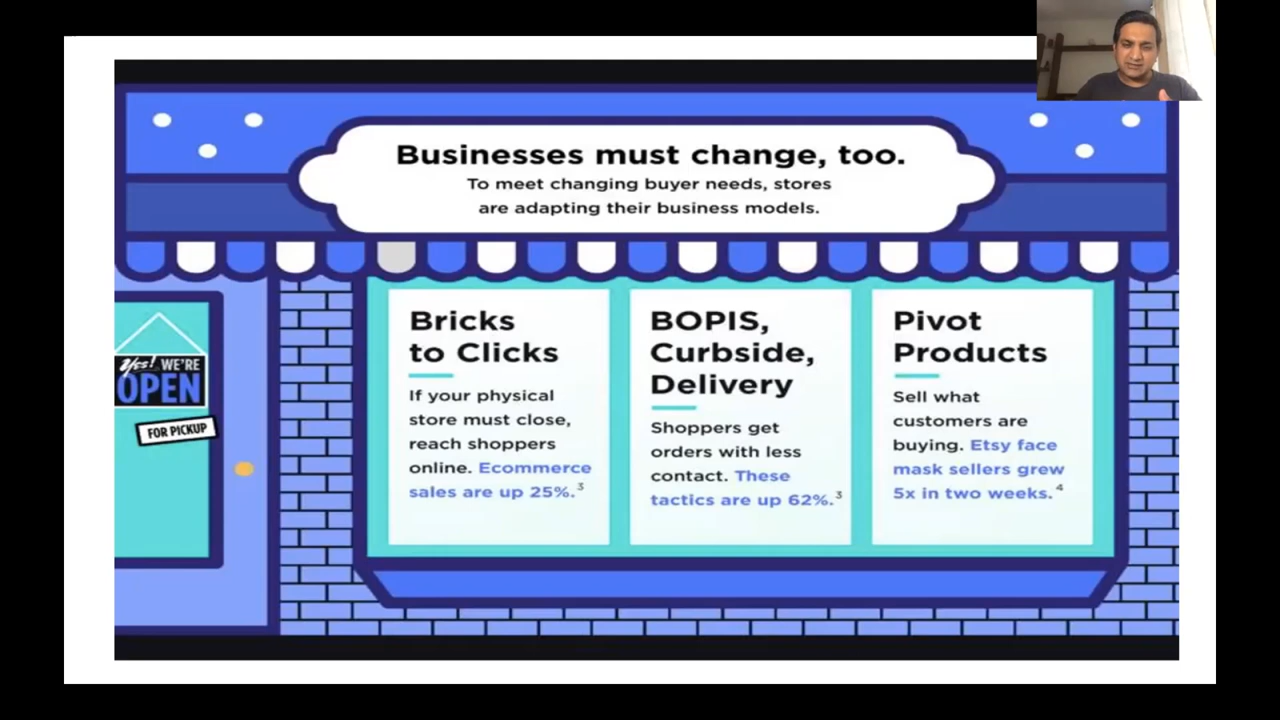 Businesses must change, too.
To meet changing buyer needs, stores
are adapting their business models.
Yes! WE'RE
OPEN
FOR PICKUP
Bricks
to Clicks
If your physical
store must close,
reach shoppers
online. Ecommerce
sales are up 25%.3
BOPIS,
Curbside,
Delivery
Shoppers get
orders with less
contact. These
tactics are up 62%.3
Pivot
Products
Sell what
customers are
buying. Etsy face
mask sellers grew
5x in two weeks.4